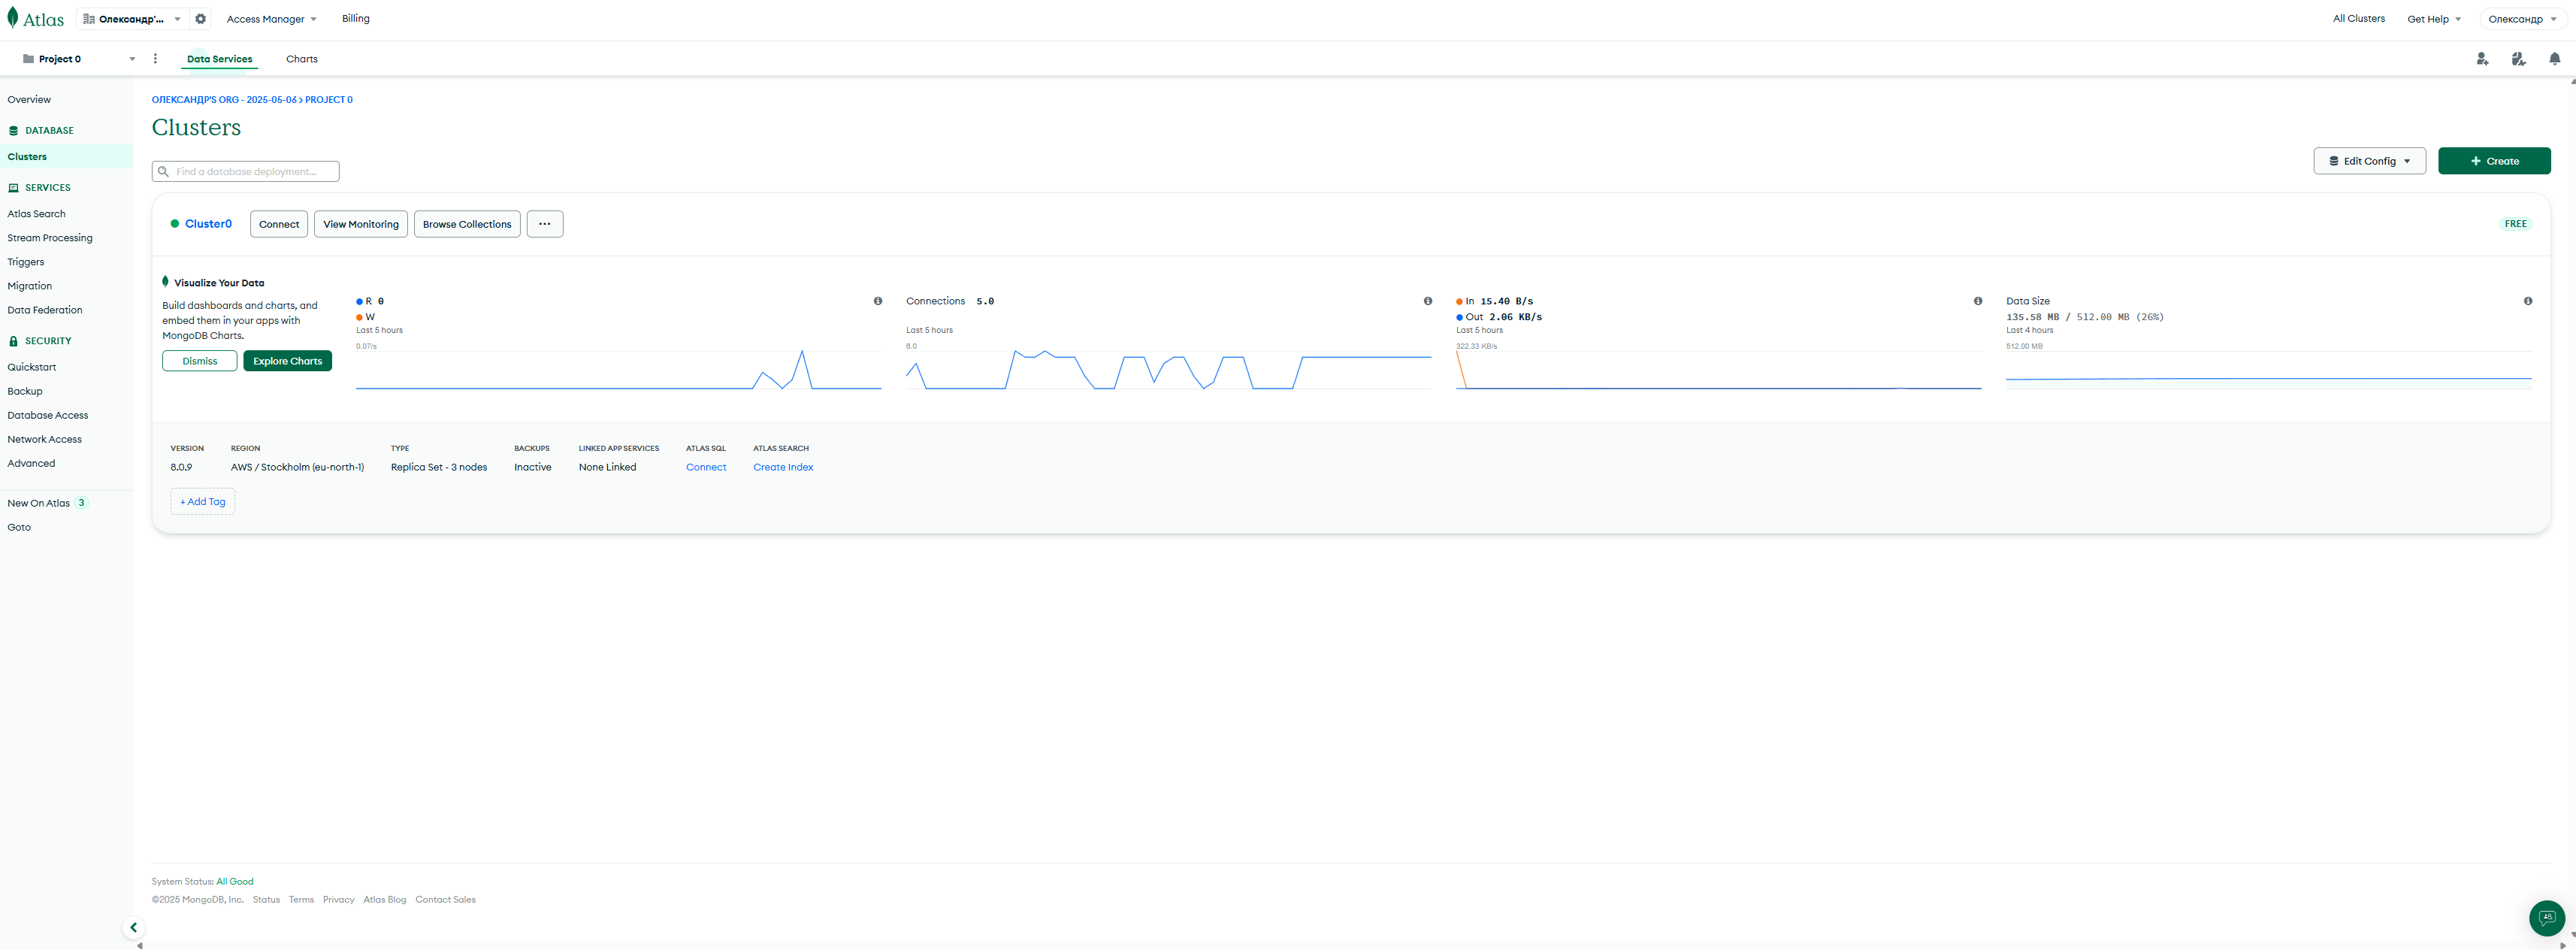 Atlas
Олександр'...
Access Manager
Billing
All Clusters
Get Help
Олександр
Project 0
Data Services
Charts
Overview
DATABASE
Clusters
SERVICES
Atlas Search
Stream Processing
Triggers
Migration
Data Federation
SECURITY
Quickstart
Backup
Database Access
Network Access
Advanced
New On Atlas 3
Goto
ОЛЕКСАНДР'S ORG - 2025-05-06 > PROJECT 0
Clusters
Find a database deployment...
Edit Config
+ Create
Cluster0
Connect
View Monitoring
Browse Collections
...
FREE
Visualize Your Data
Build dashboards and charts, and
embed them in your apps with
MongoDB Charts.
Dismiss
Explore Charts
R 0
W
Last 5 hours
0.07/s
Connections 5.0
Last 5 hours
6.0
In 15.40 B/s
Out 2.06 KB/s
Last 5 hours
322.33 KB/s
Data Size
135.58 MB / 512.00 MB (26%)
Last 4 hours
512.00 MB
VERSION
8.0.9
REGION
AWS / Stockholm (eu-north-1)
TYPE
Replica Set - 3 nodes
BACKUPS
Inactive
LINKED APP SERVICES
None Linked
ATLAS SQL
Connect
ATLAS SEARCH
Create Index
+ Add Tag
System Status: All Good
©2025 MongoDB, Inc. Status Terms Privacy Atlas Blog Contact Sales